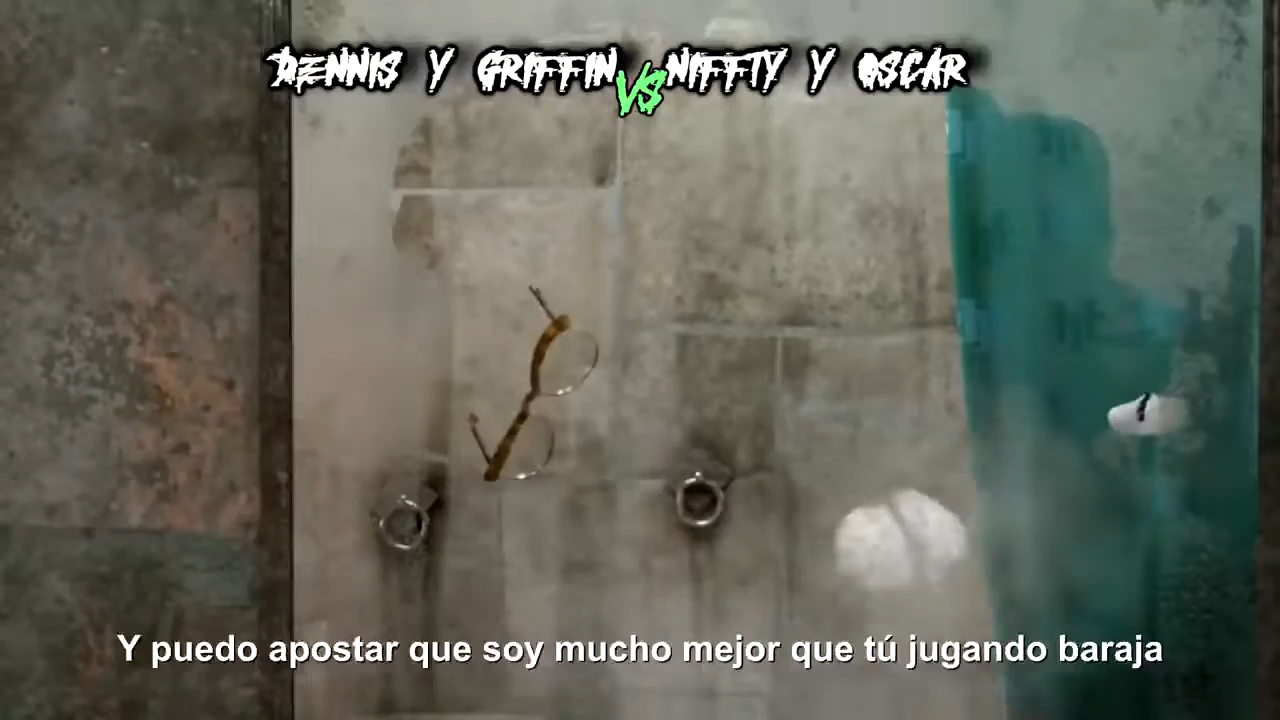 DENNIS Y GRIFFIN VS NIFFTY Y OSCAR
Y puedo apostar que soy mucho mejor que tú jugando baraja